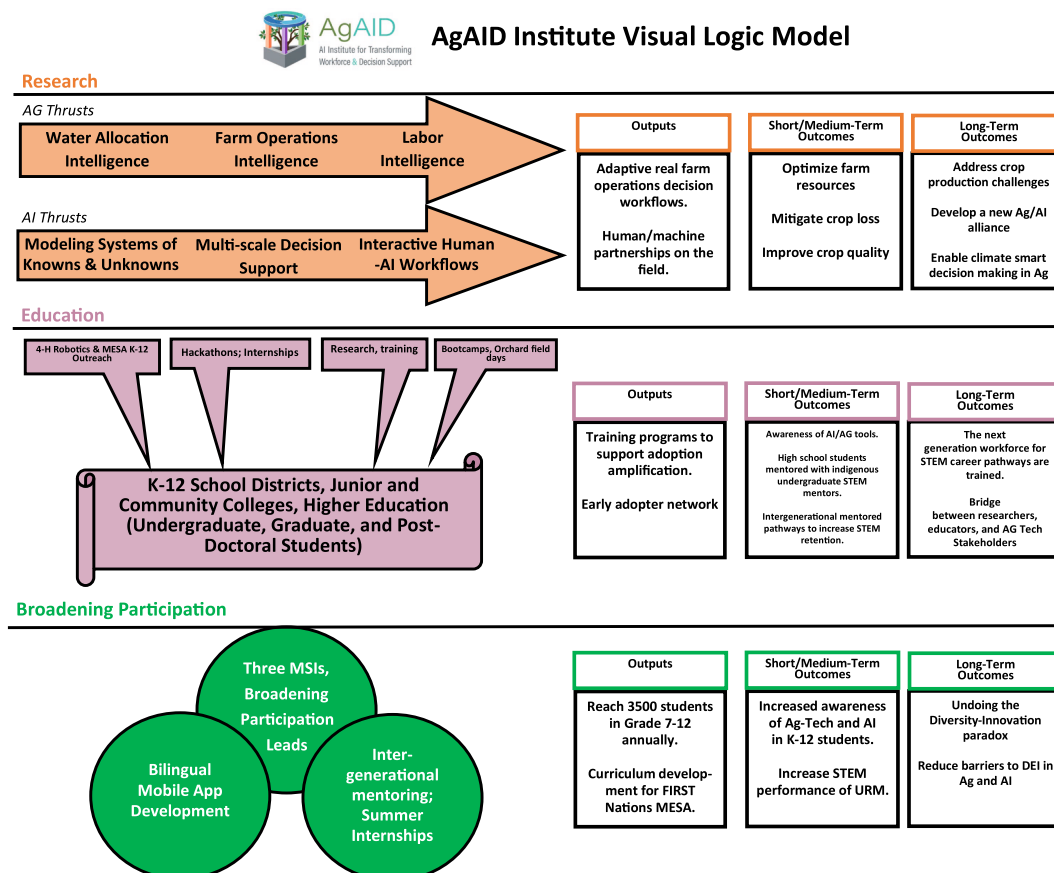 AgAID
AI Institute for Transforming
Workforce & Decision Support
AgAID Institute Visual Logic Model
Research
AG Thrusts
Water Allocation
Intelligence
Farm Operations
Intelligence
Labor
Intelligence
AI Thrusts
Modeling Systems of
Knowns & Unknowns
Multi-scale Decision
Support
Interactive Human
-AI Workflows
Outputs
Adaptive real farm
operations decision
workflows.
Human/machine
partnerships on the
field.
Short/Medium-Term
Outcomes
Optimize farm
resources
Mitigate crop loss
Improve crop quality
Long-Term
Outcomes
Address crop
production challenges
Develop a new Ag/AI
alliance
Enable climate smart
decision making in Ag
Education
4-H Robotics & MESA K-12
Outreach
Hackathons; Internships
Research, training
Bootcamps, Orchard field
days
K-12 School Districts, Junior and
Community Colleges, Higher Education
(Undergraduate, Graduate, and Post-
Doctoral Students)
Outputs
Training programs to
support adoption
amplification.
Early adopter network
Short/Medium-Term
Outcomes
Awareness of AI/AG tools.
High school students
mentored with indigenous
undergraduate STEM
mentors.
Intergenerational mentored
pathways to increase STEM
retention.
Long-Term
Outcomes
The next
generation workforce for
STEM career pathways are
trained.
Bridge
between researchers,
educators, and AG Tech
Stakeholders
Broadening Participation
Three MSIs,
Broadening
Participation
Leads
Bilingual
Mobile App
Development
Inter-
generational
mentoring;
Summer
Internships
Outputs
Reach 3500 students
in Grade 7-12
annually.
Curriculum develop-
ment for FIRST
Nations MESA.
Short/Medium-Term
Outcomes
Increased awareness
of Ag-Tech and AI
in K-12 students.
Increase STEM
performance of URM.
Long-Term
Outcomes
Undoing the
Diversity-Innovation
paradox
Reduce barriers to DEI in
Ag and AI